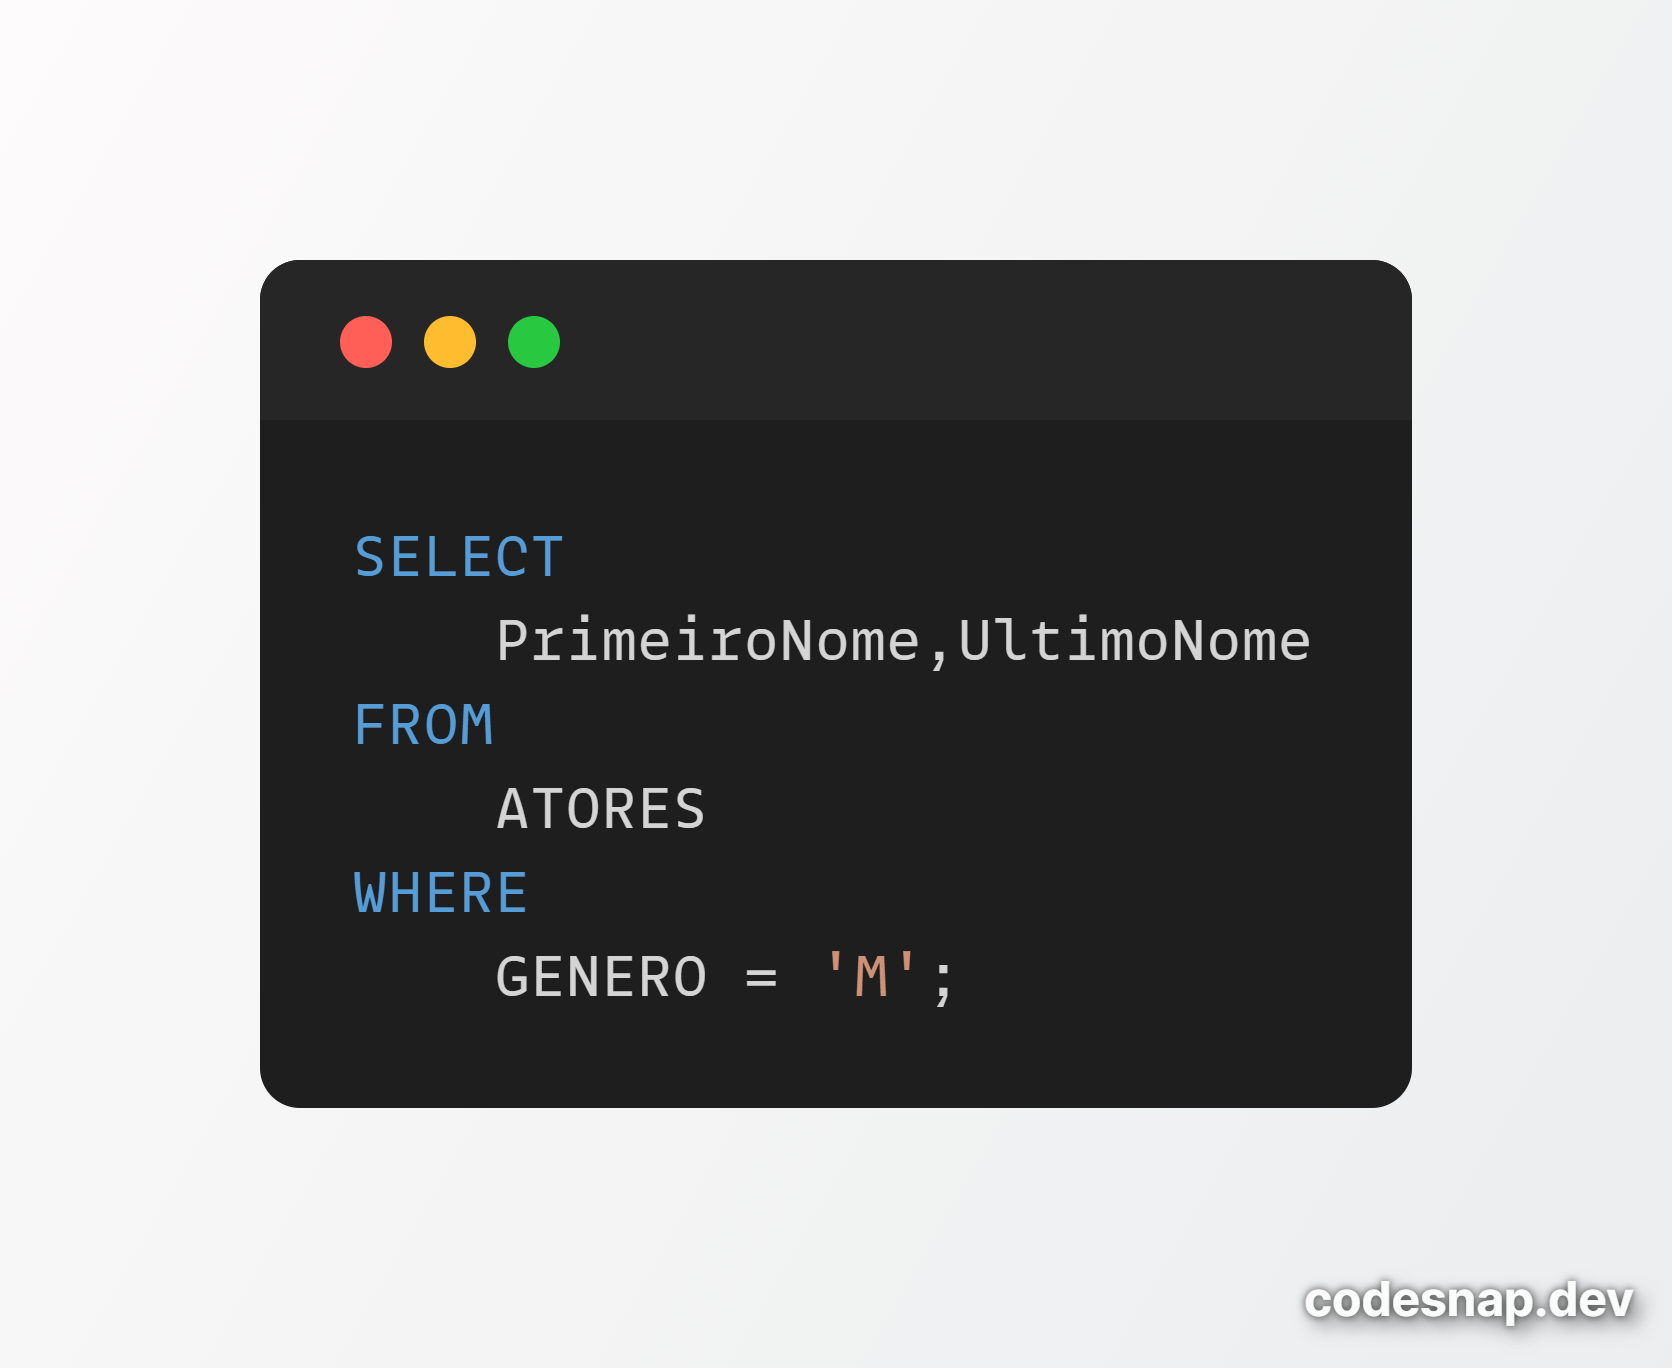 SELECT
    PrimeiroNome,UltimoNome
FROM
    ATORES
WHERE
    GENERO = 'M';
codesnap.dev